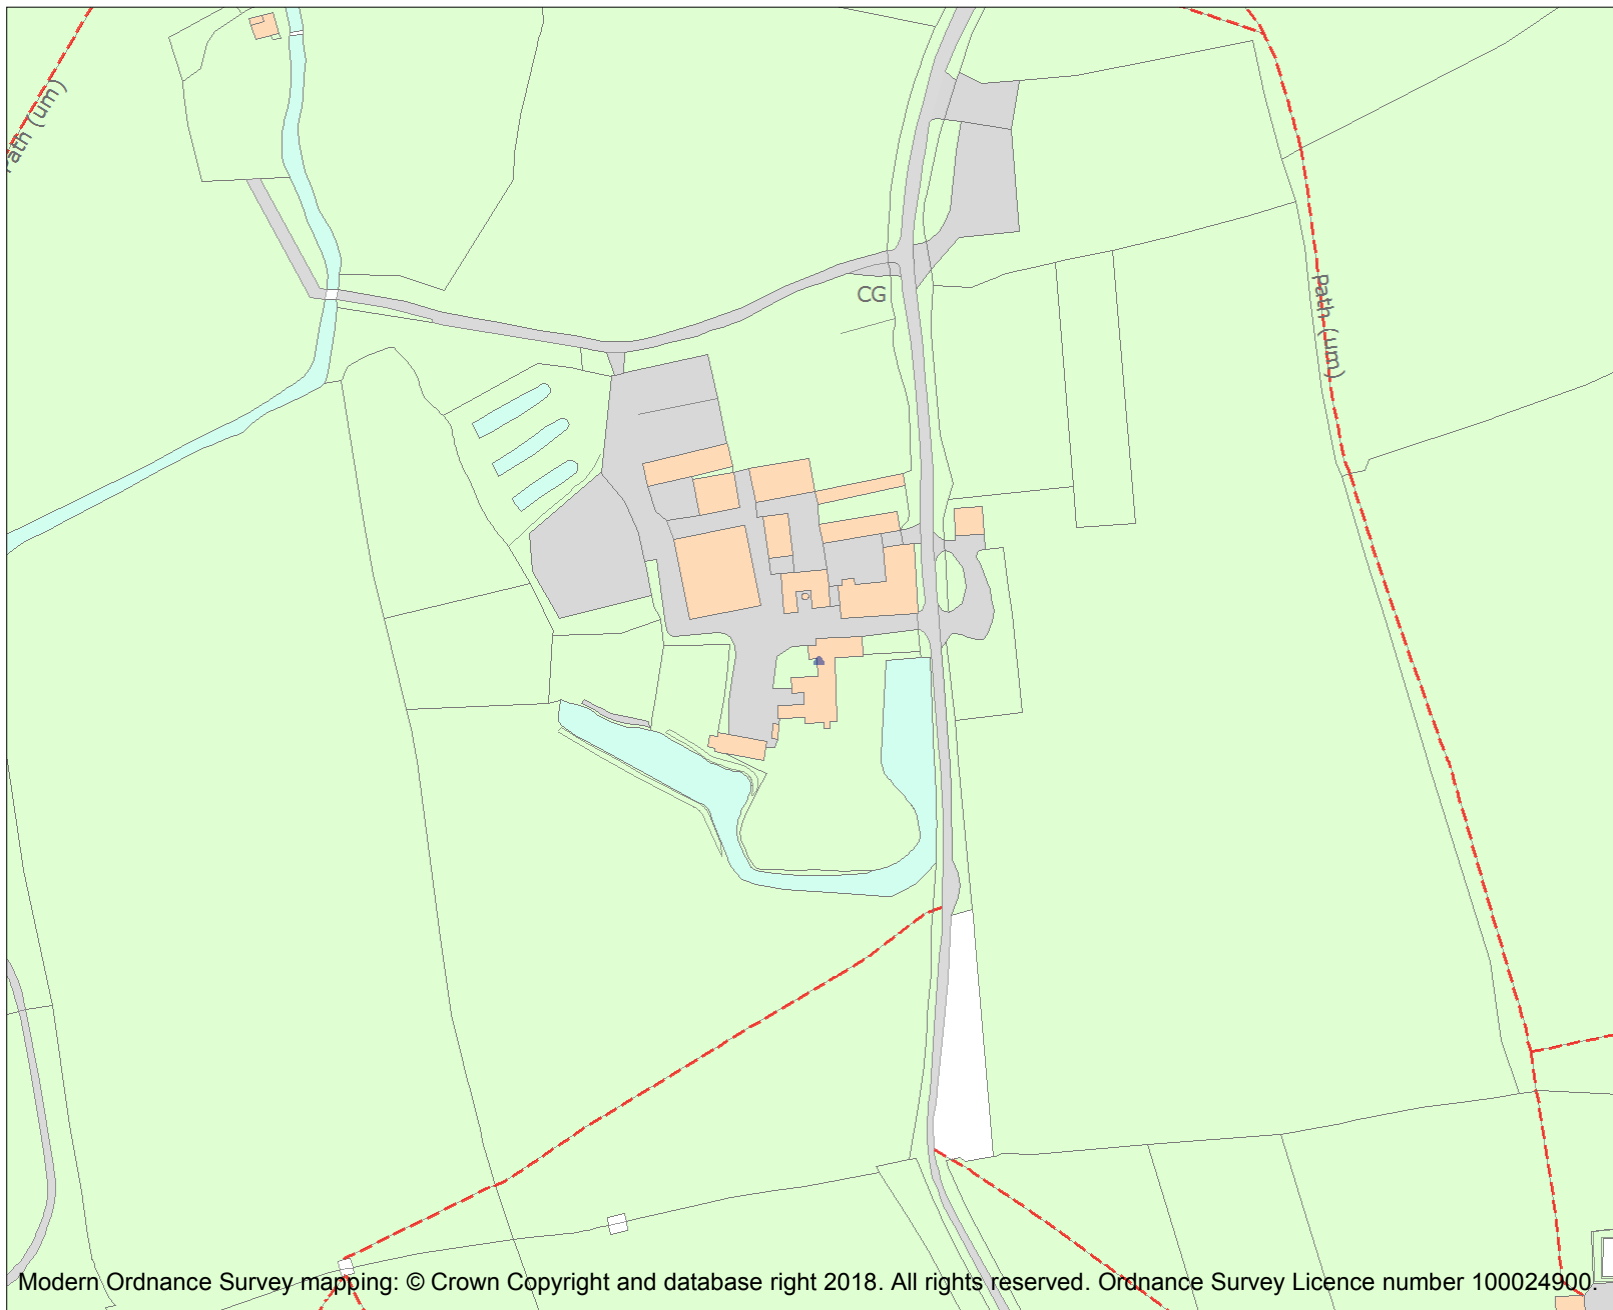 Path (um)
CG
Path (um)
Modern Ordnance Survey mapping: © Crown Copyright and database right 2018. All rights reserved. Ordnance Survey Licence number 100024900.